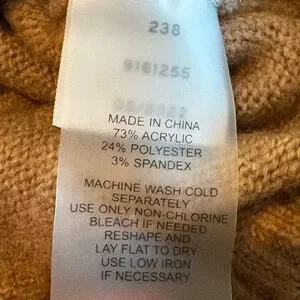 238
9161255
MADE IN CHINA
73% ACRYLIC
24% POLYESTER
3% SPANDEX
MACHINE WASH COLD
SEPARATELY
USE ONLY NON-CHLORINE
BLEACH IF NEEDED
RESHAPE AND
LAY FLAT TO DRY
USE LOW IRON
IF NECESSARY